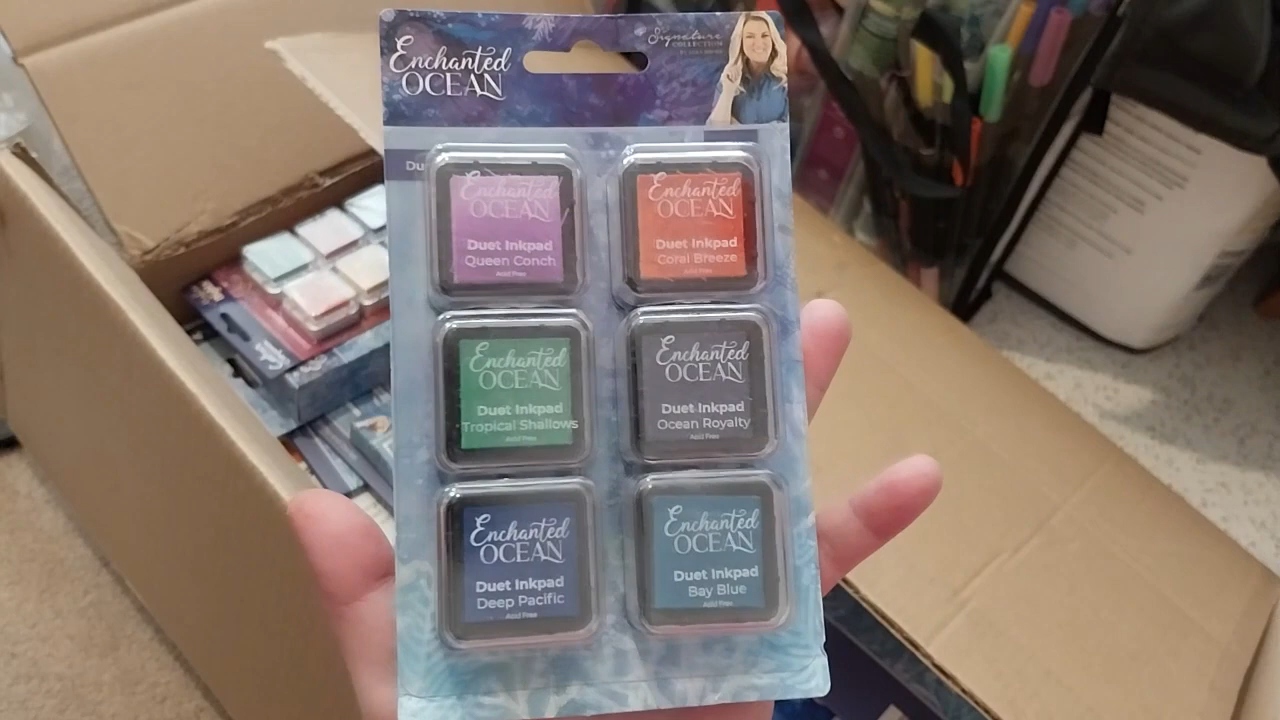 Enchanted
OCEAN
Signature
COLLECTION
Du
Enchanted
OCEAN
Duet Inkpad
Queen Conch
Acid Free
Enchanted
OCEAN
Duet Inkpad
Coral Breeze
Acid Free
Enchanted
OCEAN
Duet Inkpad
Tropical Shallows
Acid Free
Enchanted
OCEAN
Duet Inkpad
Ocean Royalty
Acid Free
Enchanted
OCEAN
Duet Inkpad
Deep Pacific
Acid Free
Enchanted
OCEAN
Duet Inkpad
Bay Blue
Acid Free